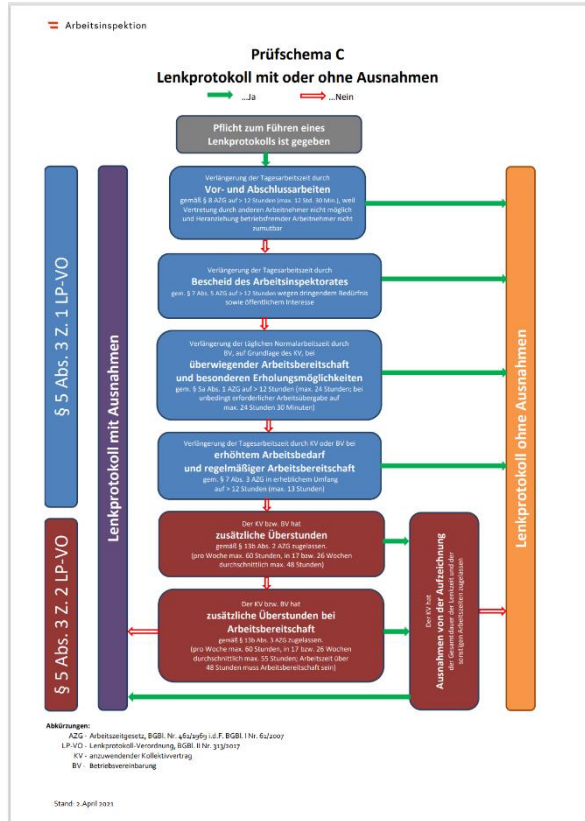 Arbeitsinspektion
Prüfschema C
Lenkprotokoll mit oder ohne Ausnahmen
...Ja
...Nein
Pflicht zum Führen eines
Lenkprotokolls ist gegeben
§ 5 Abs. 3 Z. 1 LP-VO
§ 5 Abs. 3 Z. 2 LP-VO
Lenkprotokoll mit Ausnahmen
Verlängerung der Tagesarbeitszeit durch
Vor- und Abschlussarbeiten
gemäß § 8 AZG auf > 12 Stunden (max. 12 Std. 30 Min.), weil
Vertretung durch anderen Arbeitnehmer nicht möglich
und Heranziehung betriebsfremder Arbeitnehmer nicht
zumutbar
Verlängerung der Tagesarbeitszeit durch
Bescheid des Arbeitsinspektorates
gem. § 7 Abs. 5 AZG auf > 12 Stunden wegen dringendem Bedürfnis
sowie öffentlichem Interesse
Verlängerung der täglichen Normalarbeitszeit durch
BV, auf Grundlage des KV, bei
überwiegender Arbeitsbereitschaft
und besonderen Erholungsmöglichkeiten
gem. § 5a Abs. 1 AZG auf > 12 Stunden (max. 24 Stunden; bei
unbedingt erforderlicher Arbeitsübergabe auf
max. 24 Stunden 30 Minuten)
Verlängerung der Tagesarbeitszeit durch KV oder BV bei
erhöhtem Arbeitsbedarf
und regelmäßiger Arbeitsbereitschaft
gem. § 7 Abs. 3 AZG in erheblichem Umfang
auf > 12 Stunden (max. 13 Stunden)
Der KV bzw. BV hat
zusätzliche Überstunden
gemäß § 13b Abs. 2 AZG zugelassen.
(pro Woche max. 60 Stunden, in 17 bzw. 26 Wochen
durchschnittlich max. 48 Stunden)
Der KV bzw. BV hat
zusätzliche Überstunden bei
Arbeitsbereitschaft
gemäß § 13b Abs. 3 AZG zugelassen.
(pro Woche max. 60 Stunden, in 17 bzw. 26 Wochen
durchschnittlich max. 55 Stunden; Arbeitszeit über
48 Stunden muss Arbeitsbereitschaft sein)
Der KV hat
Ausnahmen von der Aufzeichnung
der Gesamtdauer der Lenkzeit und der
sonstigen Arbeitszeiten zugelassen
Lenkprotokoll ohne Ausnahmen
Abkürzungen:
AZG - Arbeitszeitgesetz, BGBl. Nr. 461/1969 i.d.F. BGBl. I Nr. 61/2007
LP-VO - Lenkprotokoll-Verordnung, BGBl. II Nr. 313/2017
KV - anzuwendender Kollektivvertrag
BV - Betriebsvereinbarung
Stand: 2.April 2021